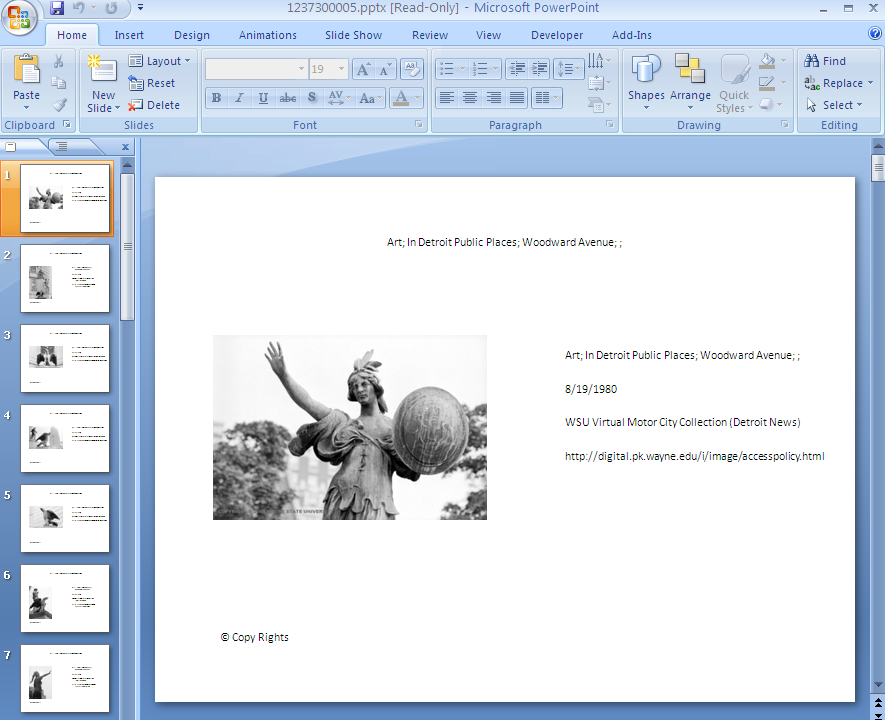 1237300005.pptx [Read-Only] - Microsoft PowerPoint
Home Insert Design Animations Slide Show Review View Developer Add-Ins
Paste
Clipboard
New Slide
Layout
Reset
Delete
Slides
19
A A
B I U abc S AV Aa A
Font
Paragraph
Shapes Arrange Quick Styles
Drawing
Find
Replace
Select
Editing
1
2
3
4
5
6
7
Art; In Detroit Public Places; Woodward Avenue; ;
Art; In Detroit Public Places; Woodward Avenue; ;
8/19/1980
WSU Virtual Motor City Collection (Detroit News)
http://digital.pk.wayne.edu/i/image/accesspolicy.html
STATE
© Copy Rights